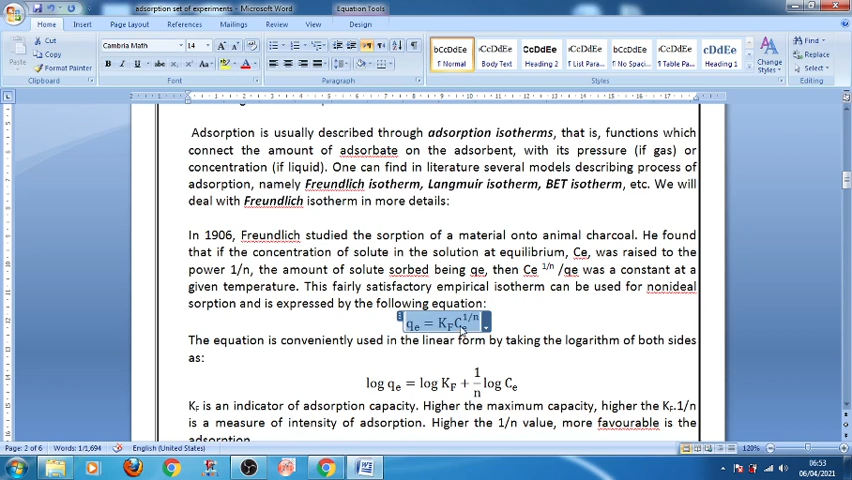 adsorption set of experiments - Microsoft Word
Equation Tools
Home Insert Page Layout References Mailings Review View Design
Cut
Copy
Format Painter
Paste
Clipboard
Cambria Math 14
Font
Paragraph
bCcDdEe AaBbCcDdEe
Normal Body Text Heading 2 List Para... No Spaci... Table Pa... Heading 1
Change Styles
Styles
Find
Replace
Select
Editing
Adsorption is usually described through adsorption isotherms, that is, functions which
connect the amount of adsorbate on the adsorbent, with its pressure (if gas) or
concentration (if liquid). One can find in literature several models describing process of
adsorption, namely Freundlich isotherm, Langmuir isotherm, BET isotherm, etc. We will
deal with Freundlich isotherm in more details:
In 1906, Freundlich studied the sorption of a material onto animal charcoal. He found
that if the concentration of solute in the solution at equilibrium, Ce, was raised to the
power 1/n, the amount of solute sorbed being qe, then Ce 1/n /qe was a constant at a
given temperature. This fairly satisfactory empirical isotherm can be used for nonideal
sorption and is expressed by the following equation:
qe = KFCe1/n
The equation is conveniently used in the linear form by taking the logarithm of both sides
as:
log qe = log KF + 1/n log Ce
KF is an indicator of adsorption capacity. Higher the maximum capacity, higher the KF.1/n
is a measure of intensity of adsorption. Higher the 1/n value, more favourable is the
adsorption.
Page: 2 of 6 Words: 1/1,694 English (United States) 120%
06:53
06/04/2021